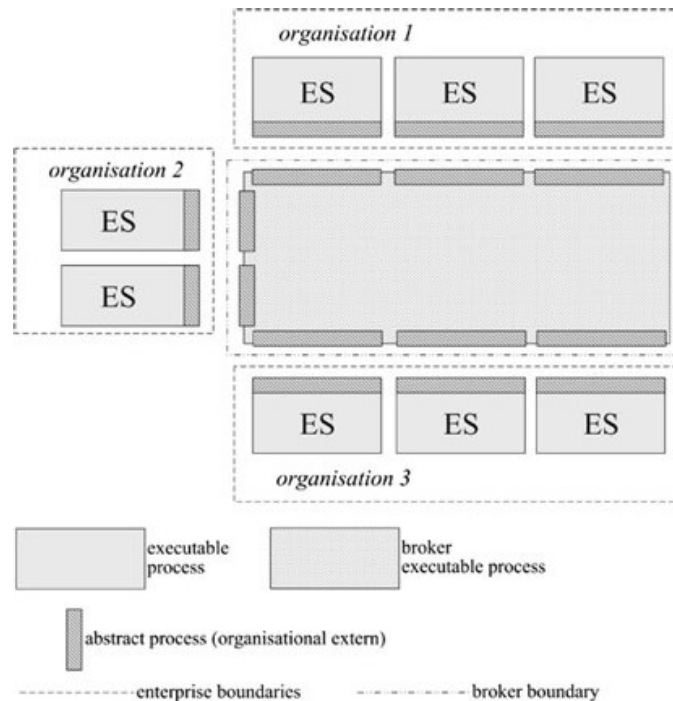 organisation 1
ES ES ES
organisation 2
ES
ES
ES ES ES
organisation 3
executable
process
broker
executable process
abstract process (organisational extern)
enterprise boundaries
broker boundary